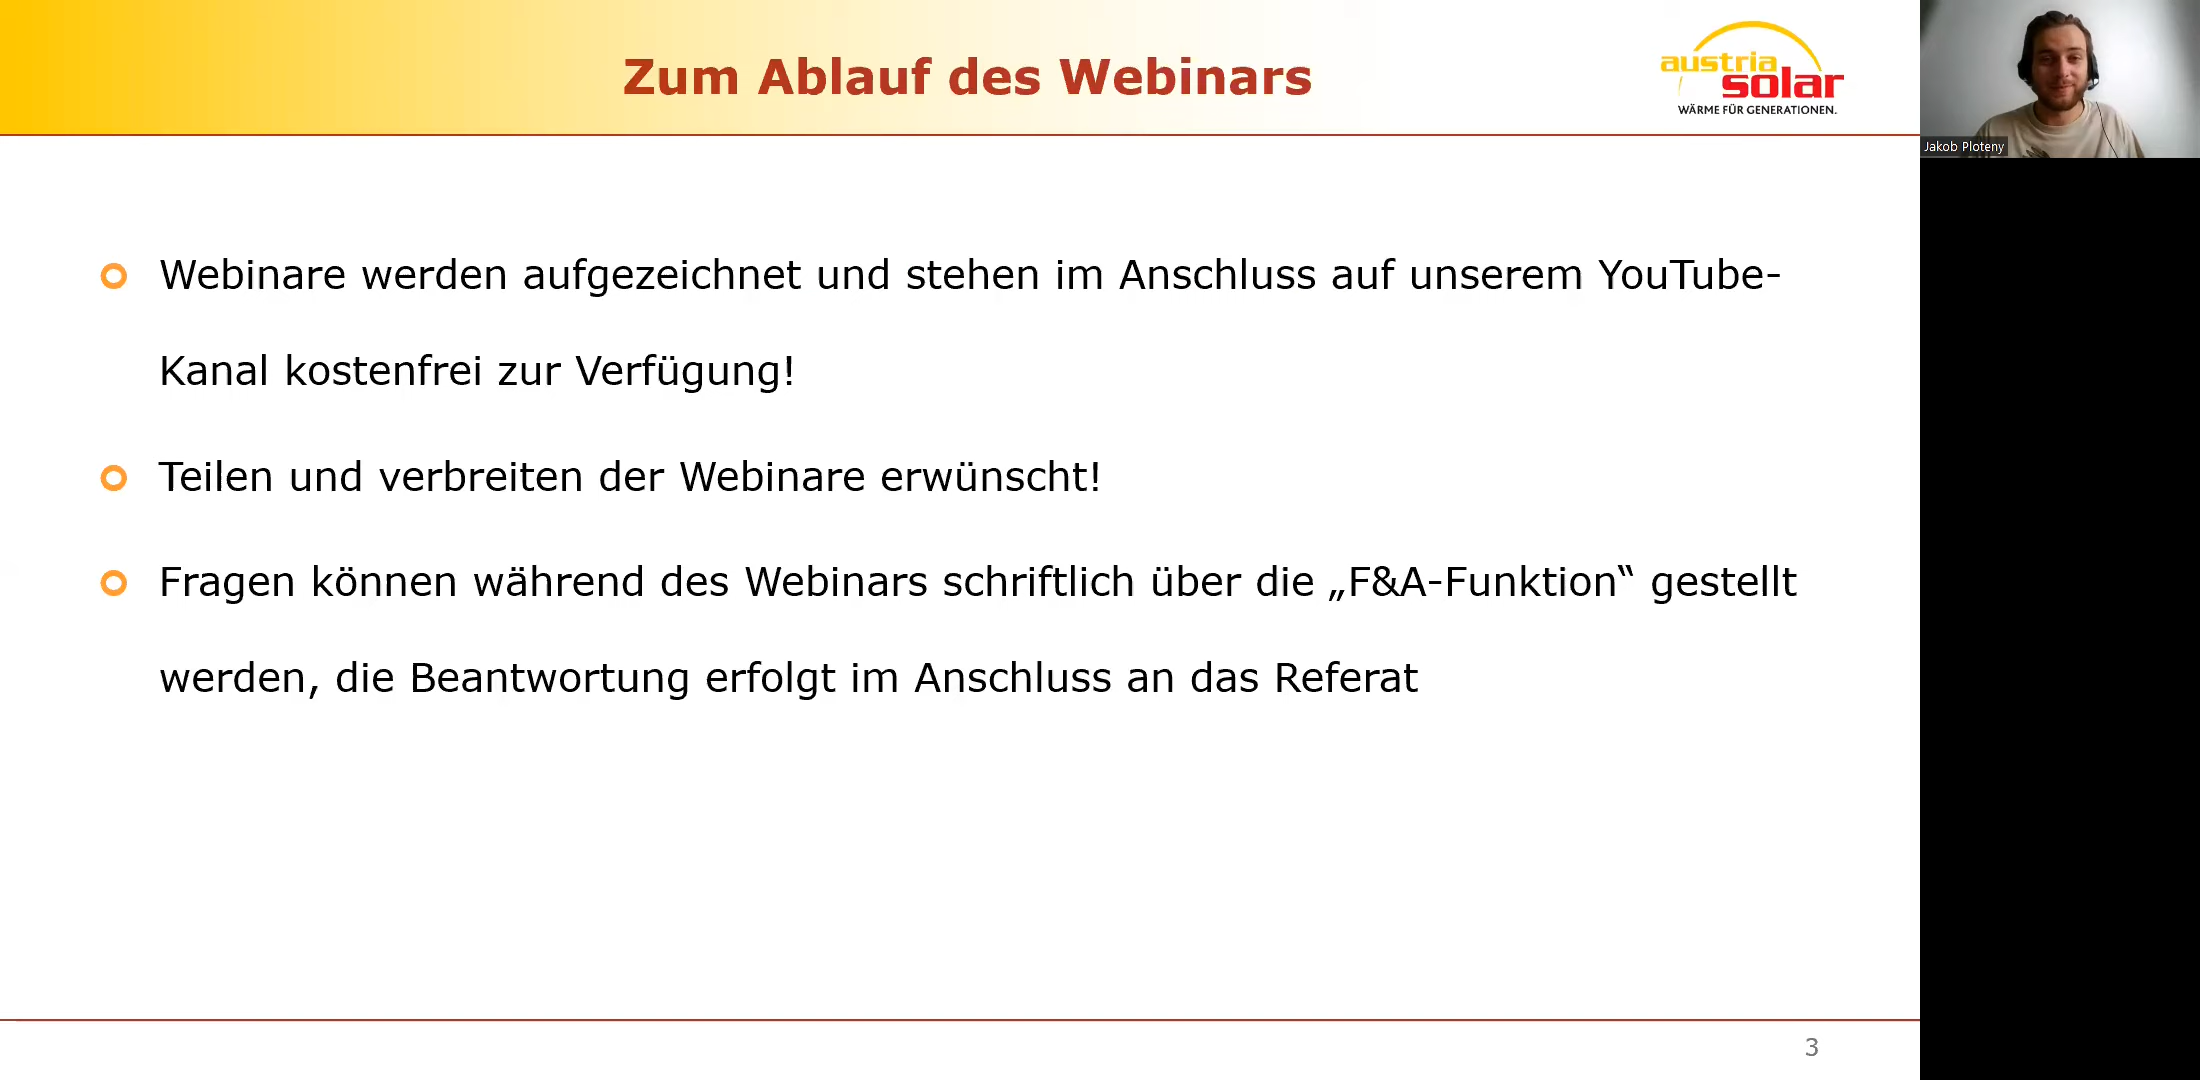 Zum Ablauf des Webinars
austria
solar
WÄRME FÜR GENERATIONEN.
Jakob Ploteny
Webinare werden aufgezeichnet und stehen im Anschluss auf unserem YouTube-
Kanal kostenfrei zur Verfügung!
Teilen und verbreiten der Webinare erwünscht!
Fragen können während des Webinars schriftlich über die „F&A-Funktion“ gestellt
werden, die Beantwortung erfolgt im Anschluss an das Referat
3